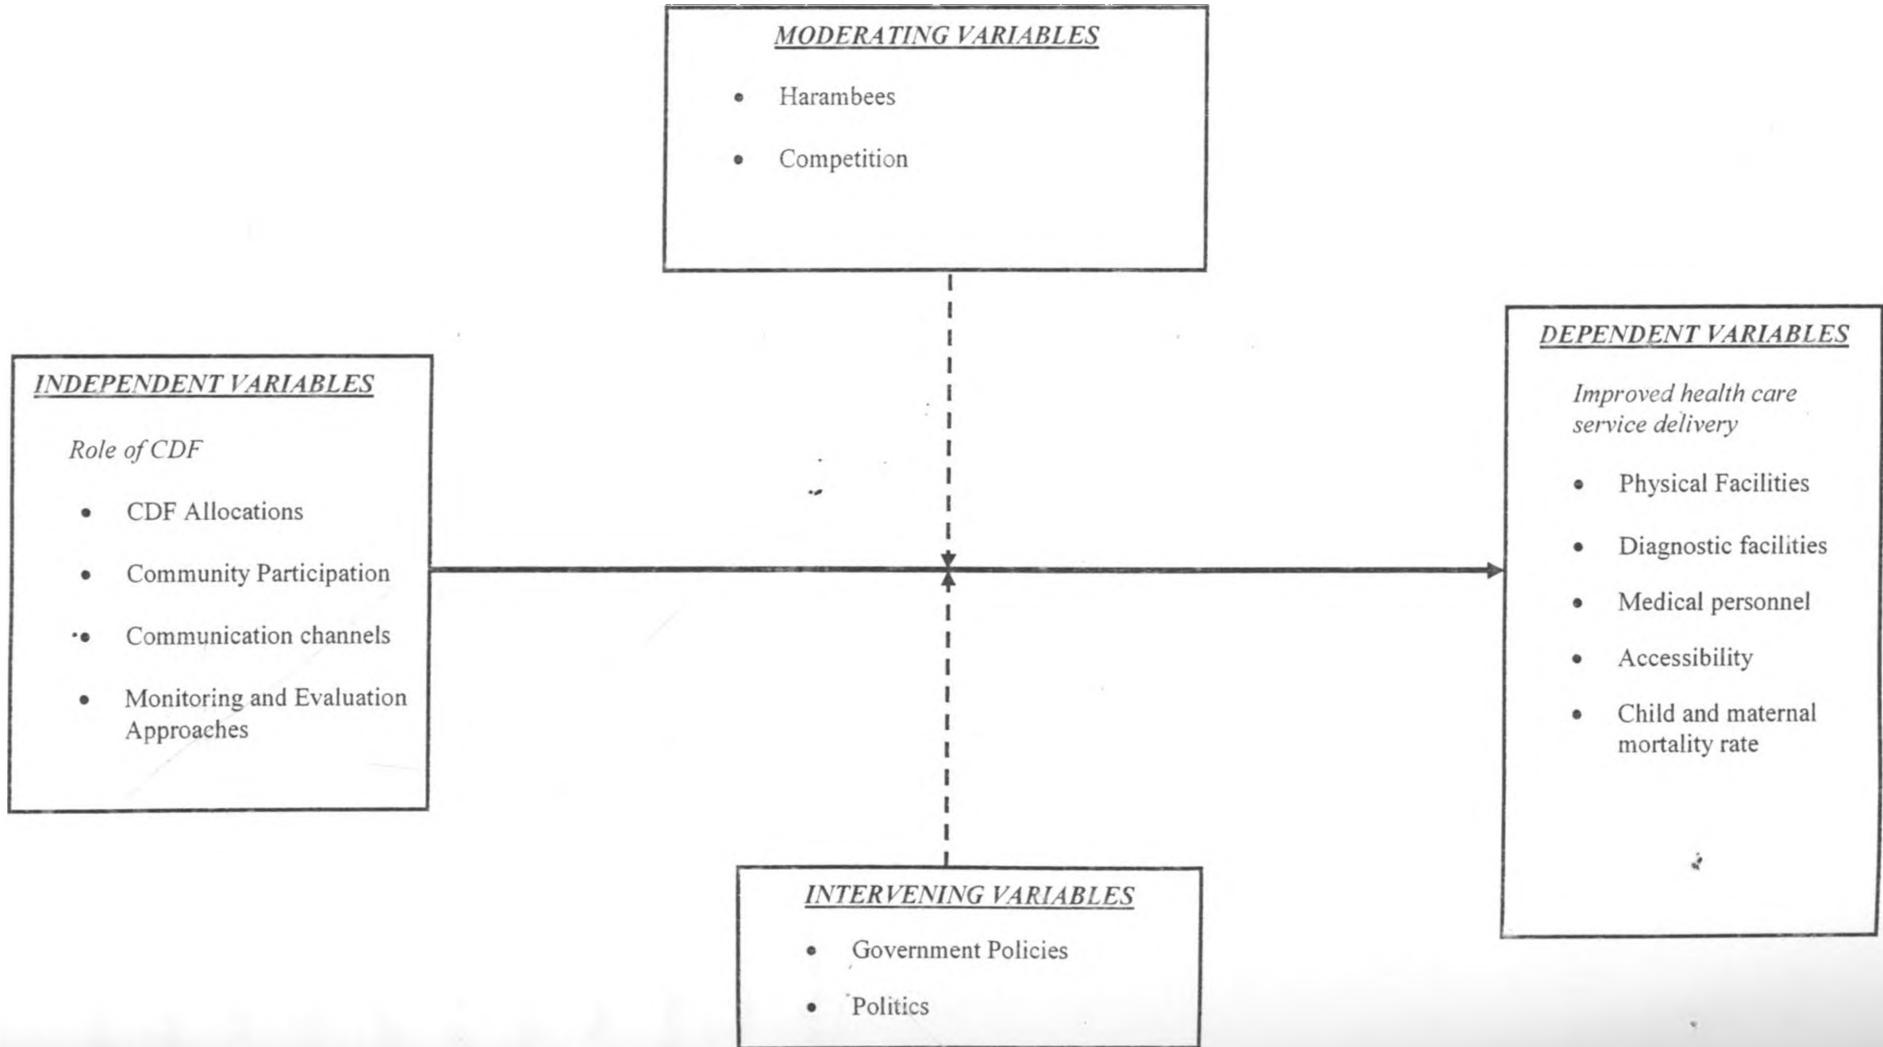 MODERATING VARIABLES
• Harambees
• Competition
INDEPENDENT VARIABLES
Role of CDF
• CDF Allocations
• Community Participation
• Communication channels
• Monitoring and Evaluation
Approaches
DEPENDENT VARIABLES
Improved health care
service delivery
• Physical Facilities
• Diagnostic facilities
• Medical personnel
• Accessibility
• Child and maternal
mortality rate
INTERVENING VARIABLES
• Government Policies
• Politics